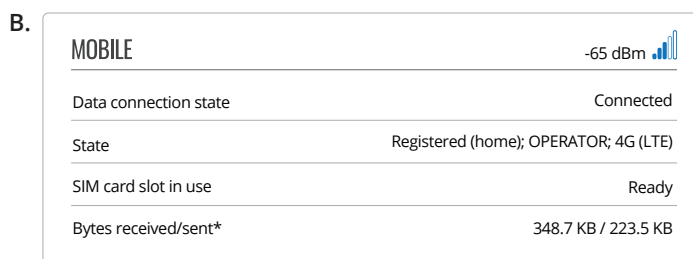 B.
MOBILE -65 dBm
Data connection state Connected
State Registered (home); OPERATOR; 4G (LTE)
SIM card slot in use Ready
Bytes received/sent* 348.7 KB / 223.5 KB